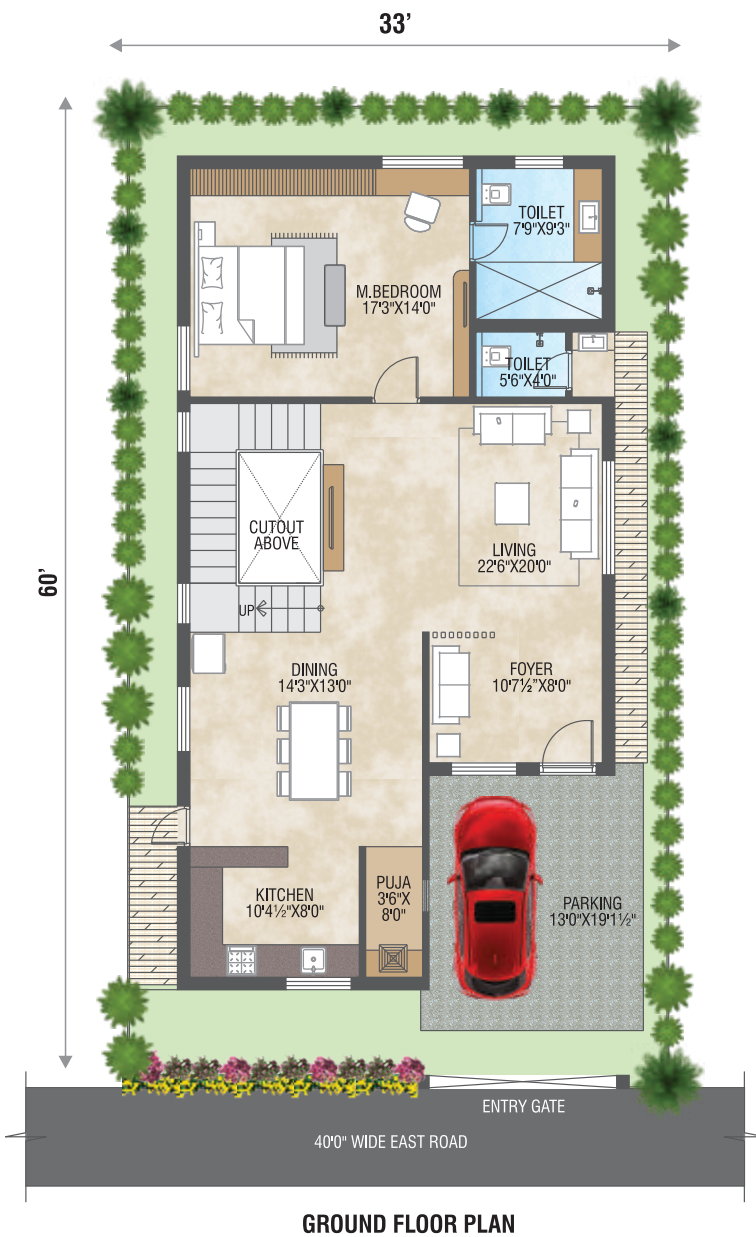 33'
60'
TOILET
7'9"X9'3"
M.BEDROOM
17'3"X14'0"
TOILET
5'6"X4'0"
CUTOUT
ABOVE
LIVING
22'6"X20'0"
UP
DINING
14'3"X13'0"
FOYER
10'7½”X8'0"
KITCHEN
10'4½"X8'0"
PUJA
3'6"X
8'0"
PARKING
13'0"X19'1½"
ENTRY GATE
40'0" WIDE EAST ROAD
GROUND FLOOR PLAN